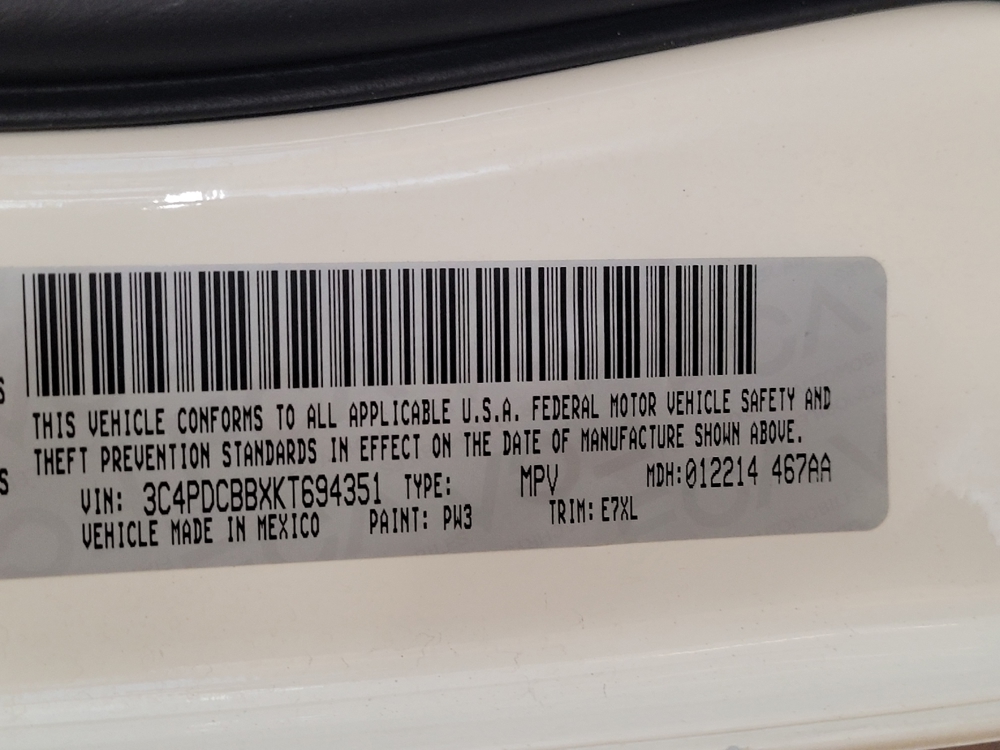 THIS VEHICLE CONFORMS TO ALL APPLICABLE U.S.A. FEDERAL MOTOR VEHICLE SAFETY AND
THEFT PREVENTION STANDARDS IN EFFECT ON THE DATE OF MANUFACTURE SHOWN ABOVE.
VIN: 3C4PDCBBXKT694351 TYPE: MPV MDH:012214 467AA
VEHICLE MADE IN MEXICO PAINT: PW3 TRIM: E7XL